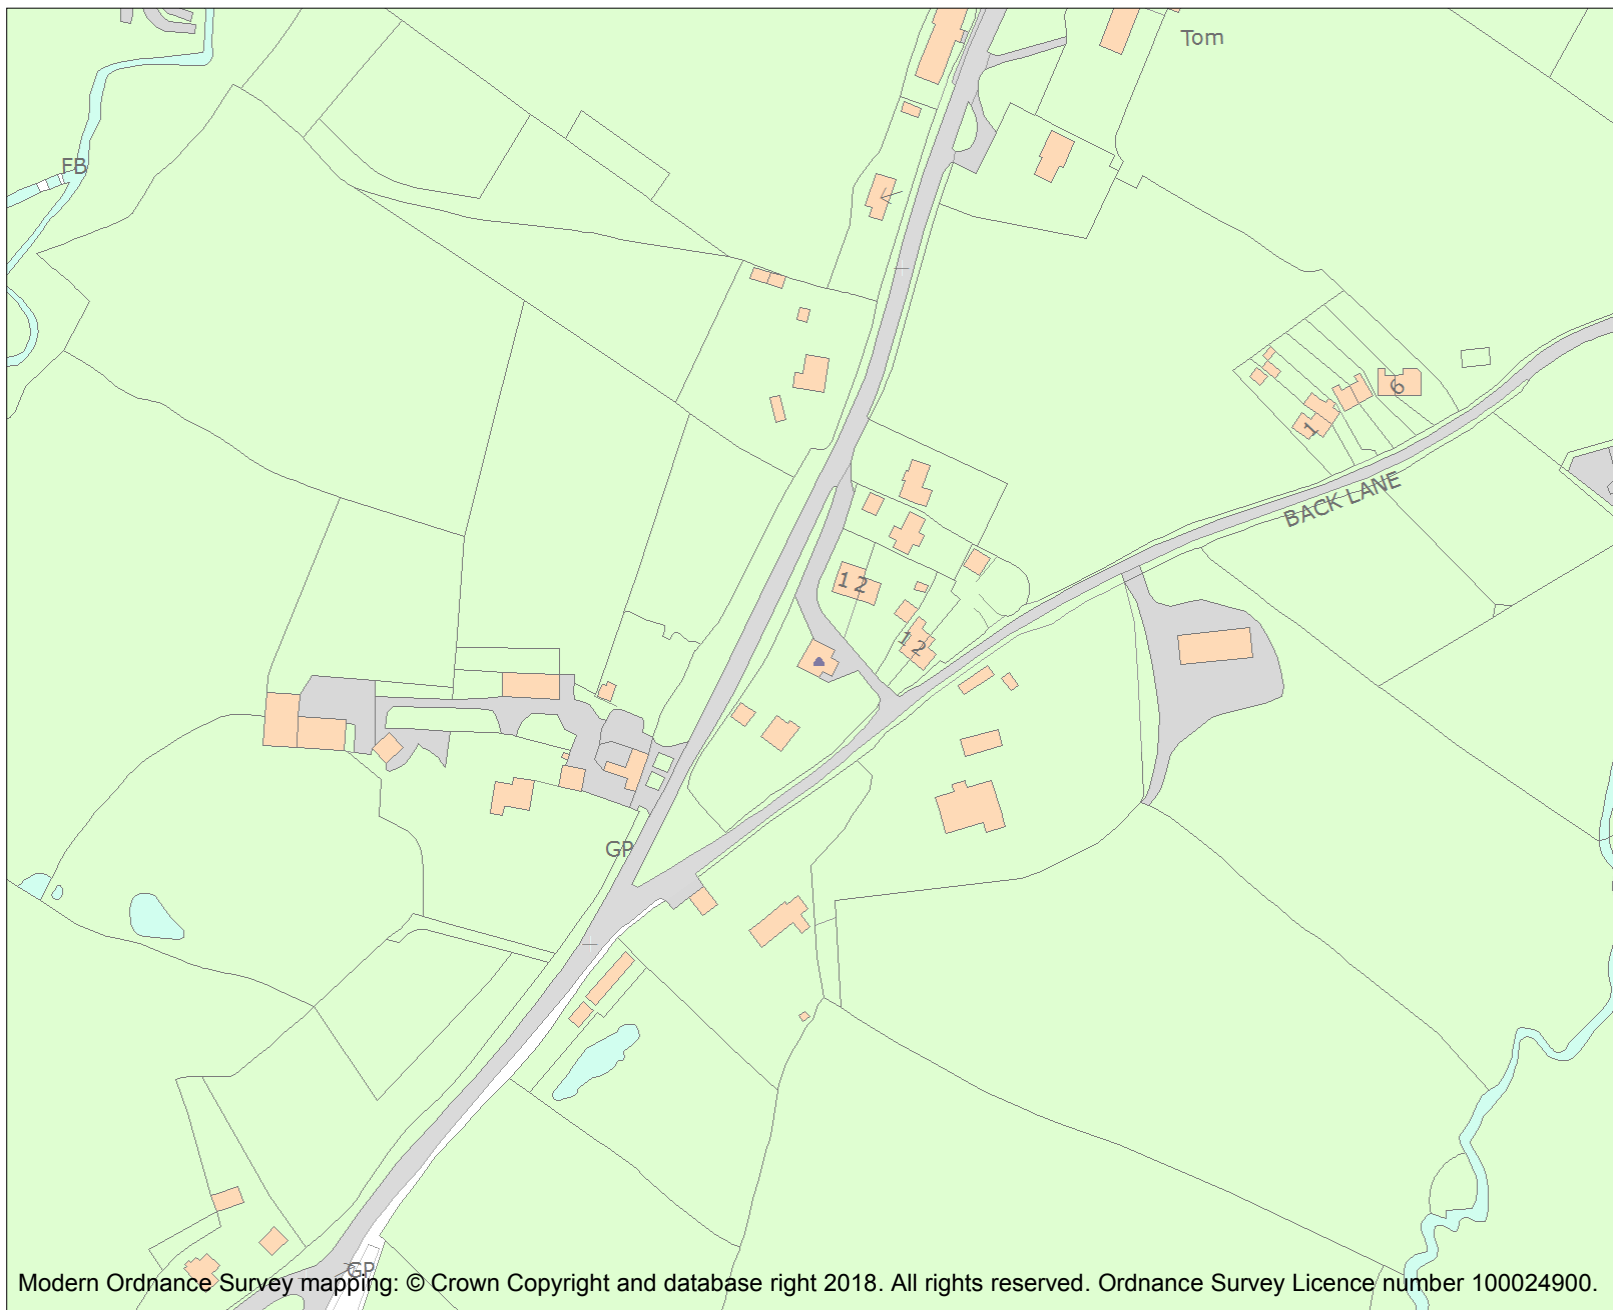 Tom
FB
6
1
BACK LANE
1 2
1 2
GP
GP
Modern Ordnance Survey mapping: © Crown Copyright and database right 2018. All rights reserved. Ordnance Survey Licence number 100024900.